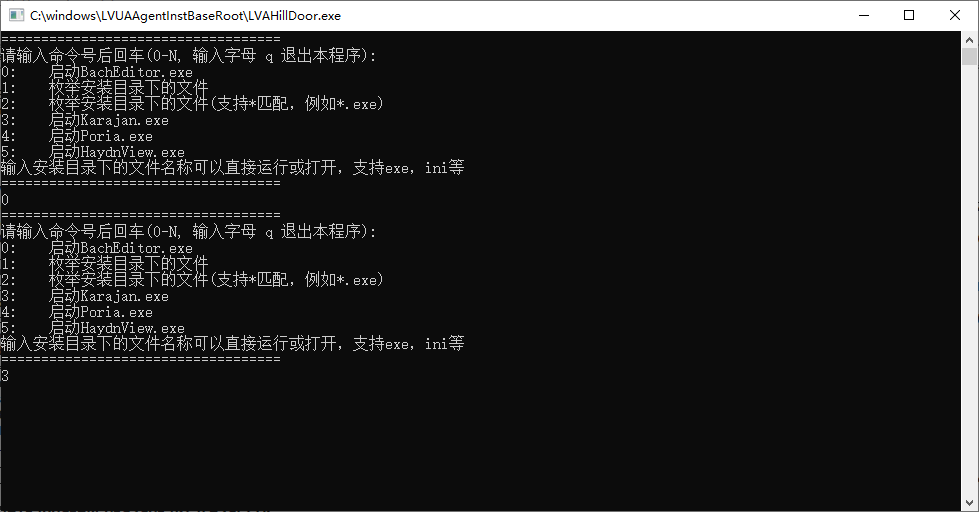 C:\windows\LVUAAgentInstBaseRoot\LVAHillDoor.exe
===================================
请输入命令号后回车(0-N, 输入字母 q 退出本程序):
0:    启动BachEditor.exe
1:    枚举安装目录下的文件
2:    枚举安装目录下的文件(支持*匹配, 例如*.exe)
3:    启动Karajan.exe
4:    启动Poria.exe
5:    启动HaydnView.exe
输入安装目录下的文件名称可以直接运行或打开, 支持exe, ini等
===================================
0
===================================
请输入命令号后回车(0-N, 输入字母 q 退出本程序):
0:    启动BachEditor.exe
1:    枚举安装目录下的文件
2:    枚举安装目录下的文件(支持*匹配, 例如*.exe)
3:    启动Karajan.exe
4:    启动Poria.exe
5:    启动HaydnView.exe
输入安装目录下的文件名称可以直接运行或打开, 支持exe, ini等
===================================
3